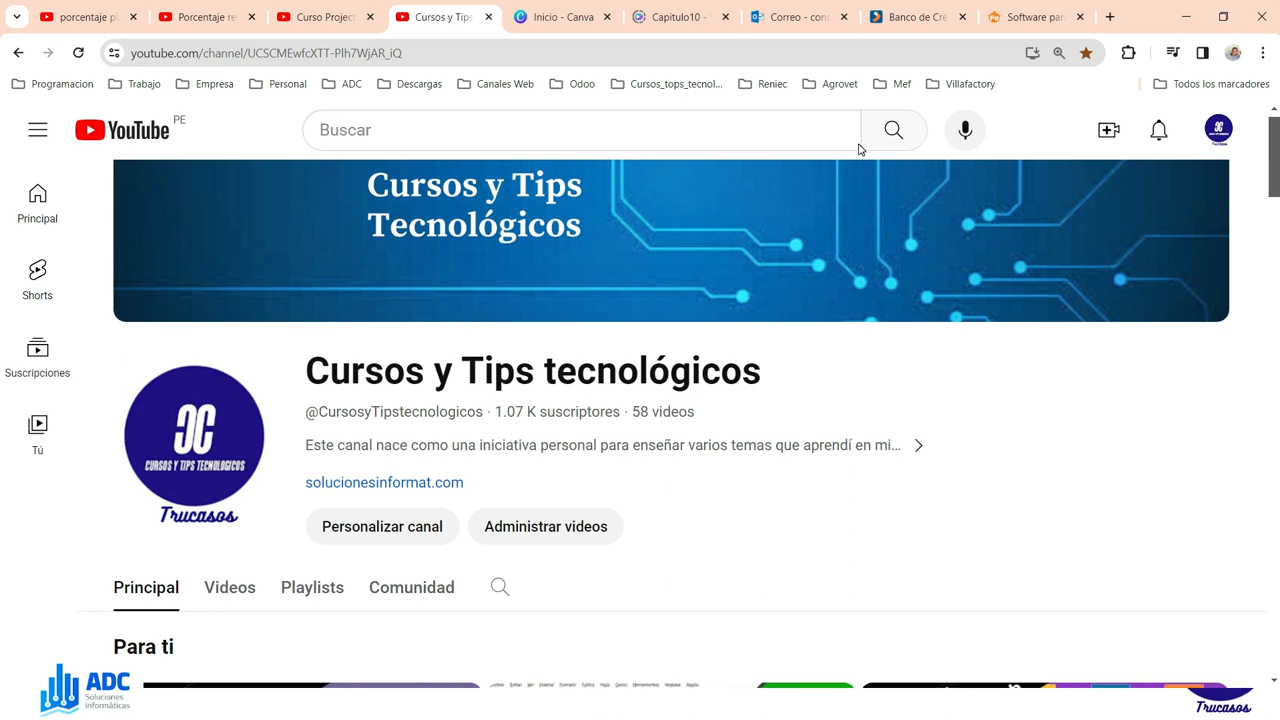 porcentaje pl
Porcentaje re
Curso Project
Cursos y Tips
Inicio - Canva
Capitulo10 -
Correo - cons
Banco de Cré
Software par
youtube.com/channel/UCSCMEwfcXTT-Plh7WjAR_iQ
Programacion
Trabajo
Empresa
Personal
ADC
Descargas
Canales Web
Odoo
Cursos_tops_tecnol...
Reniec
Agrovet
Mef
Villafactory
Todos los marcadores
YouTube PE
Buscar
Principal
Shorts
Suscripciones
Tú
Cursos y Tips
Tecnológicos
CURSOS Y TIPS TECNOLOGICOS
Trucasos
Cursos y Tips tecnológicos
@CursosyTipstecnologicos · 1.07 K suscriptores · 58 videos
Este canal nace como una iniciativa personal para enseñar varios temas que aprendí en mi...
solucionesinformat.com
Personalizar canal
Administrar videos
Principal
Videos
Playlists
Comunidad
Para ti
ADC
Soluciones
Informáticas
Trucasos